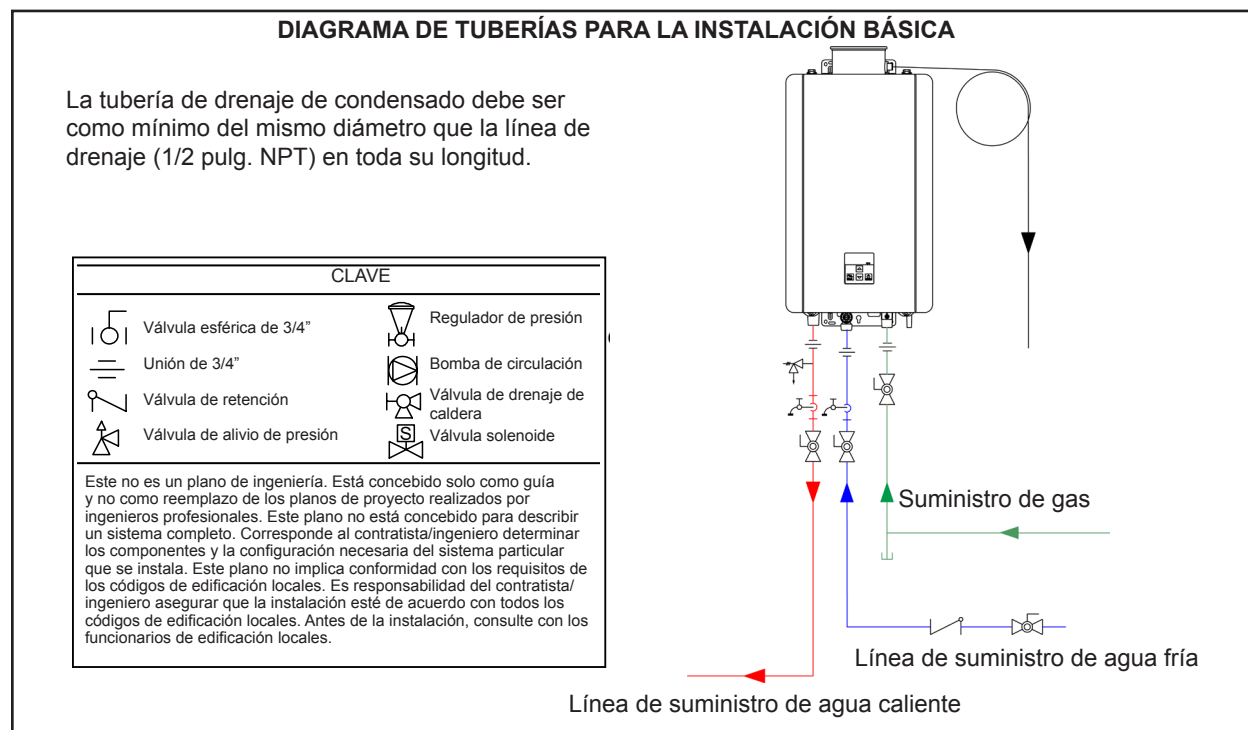 DIAGRAMA DE TUBERÍAS PARA LA INSTALACIÓN BÁSICA
La tubería de drenaje de condensado debe ser
como mínimo del mismo diámetro que la línea de
drenaje (1/2 pulg. NPT) en toda su longitud.
CLAVE
Válvula esférica de 3/4”
Unión de 3/4”
Válvula de retención
Válvula de alivio de presión
Regulador de presión
Bomba de circulación
Válvula de drenaje de
caldera
S
Válvula solenoide
Este no es un plano de ingeniería. Está concebido solo como guía
y no como reemplazo de los planos de proyecto realizados por
ingenieros profesionales. Este plano no está concebido para describir
un sistema completo. Corresponde al contratista/ingeniero determinar
los componentes y la configuración necesaria del sistema particular
que se instala. Este plano no implica conformidad con los requisitos de
los códigos de edificación locales. Es responsabilidad del contratista/
ingeniero asegurar que la instalación esté de acuerdo con todos los
códigos de edificación locales. Antes de la instalación, consulte con los
funcionarios de edificación locales.
Suministro de gas
Línea de suministro de agua fría
Línea de suministro de agua caliente